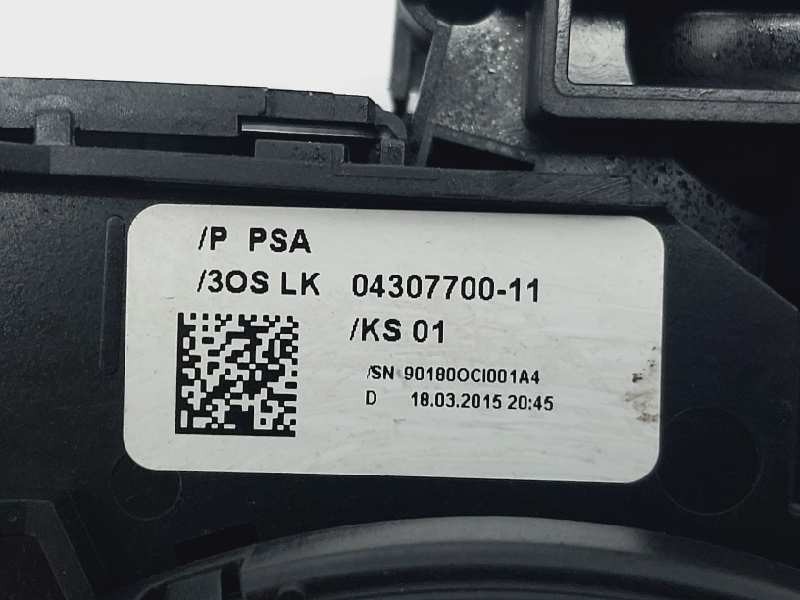 /P PSA
/3OS LK 04307700-11
/KS 01
/SN 90180OCI001A4
D 18.03.2015 20:45